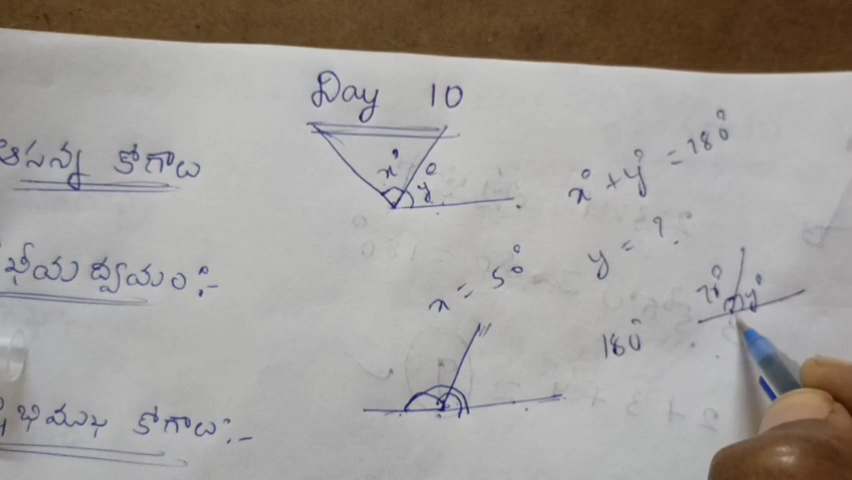 Day 10
ఆసన్న కోణాలు
x° y°
x° + y° = 180°
ద్వయం:-
x = 5°
y = ?
180°
x° y°
కోణాలు:-